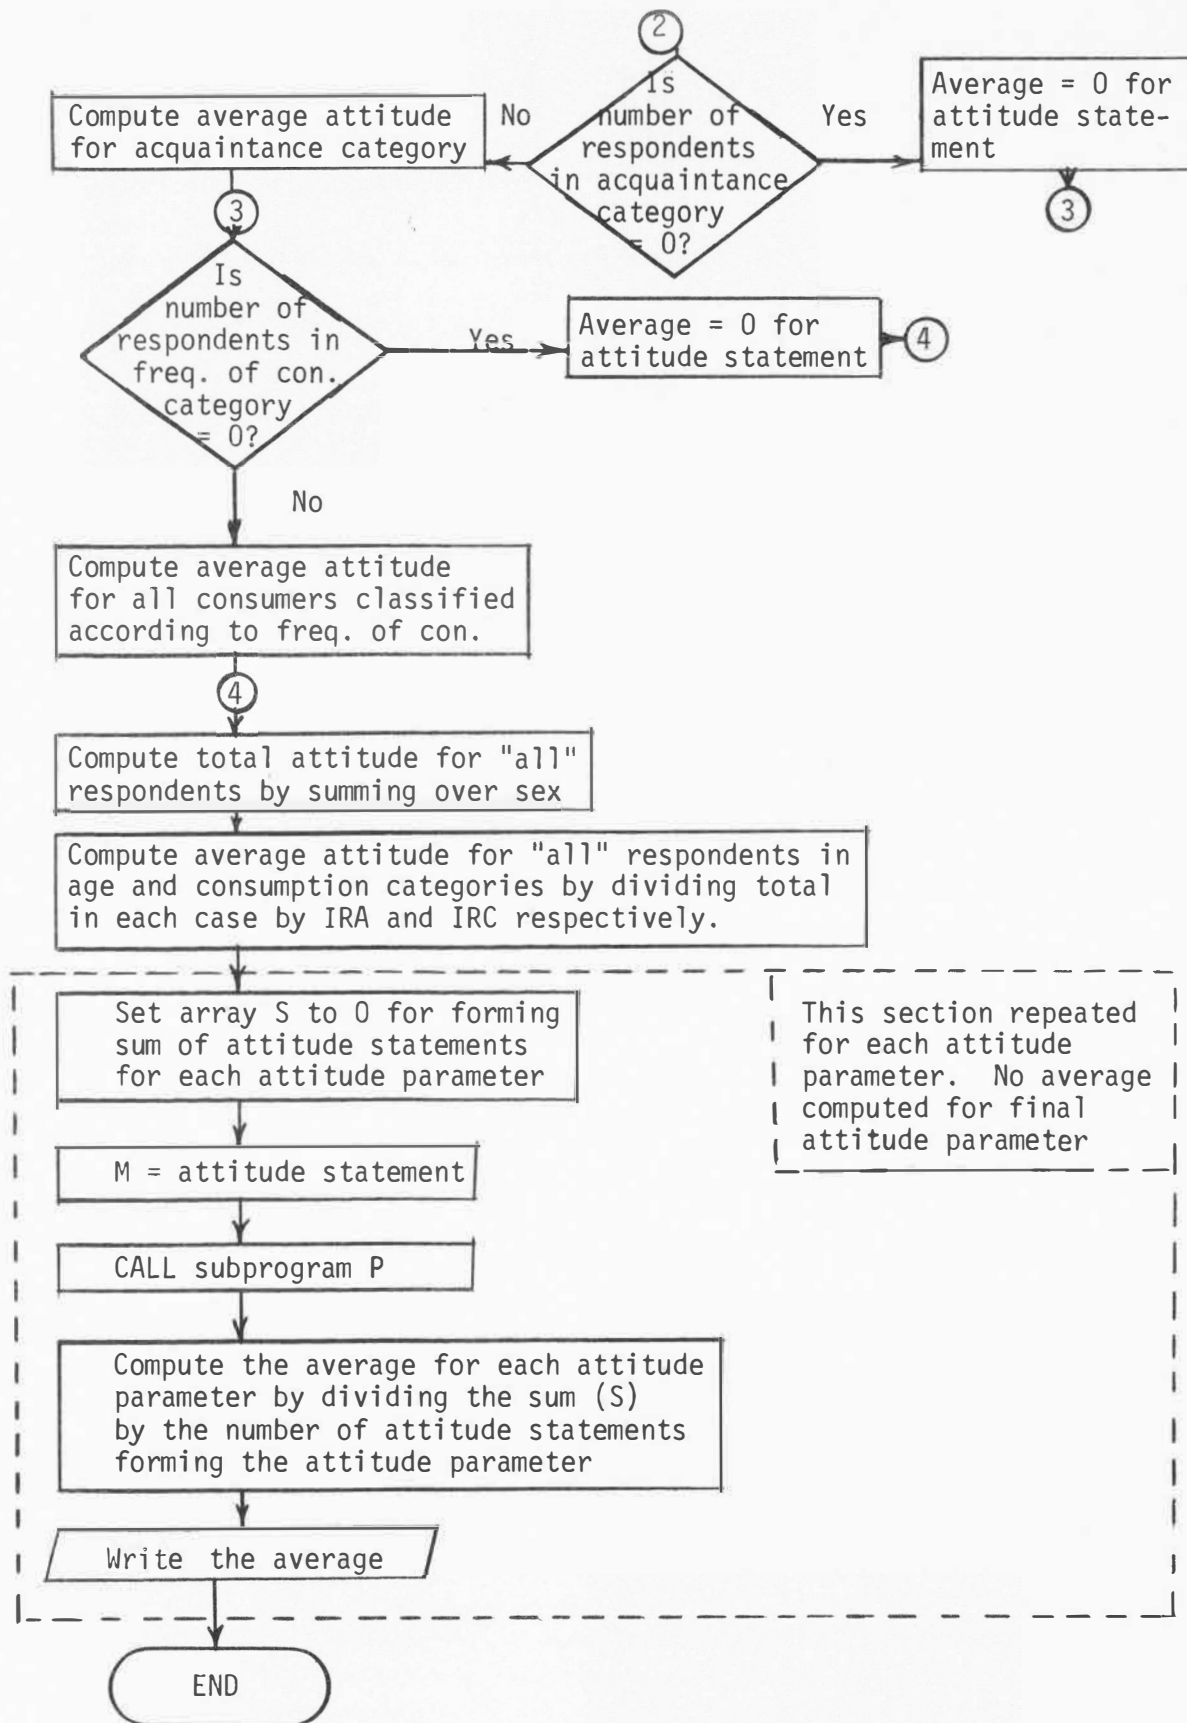 2
Is
number of
respondents
in acquaintance
category
= 0?
No
Yes
Compute average attitude
for acquaintance category
Average = 0 for
attitude state-
ment
3
3
Is
number of
respondents in
freq. of con.
category
= 0?
Yes
Average = 0 for
attitude statement
4
No
Compute average attitude
for all consumers classified
according to freq. of con.
4
Compute total attitude for "all"
respondents by summing over sex
Compute average attitude for "all" respondents in
age and consumption categories by dividing total
in each case by IRA and IRC respectively.
Set array S to 0 for forming
sum of attitude statements
for each attitude parameter
This section repeated
for each attitude
parameter. No average
computed for final
attitude parameter
M = attitude statement
CALL subprogram P
Compute the average for each attitude
parameter by dividing the sum (S)
by the number of attitude statements
forming the attitude parameter
Write the average
END